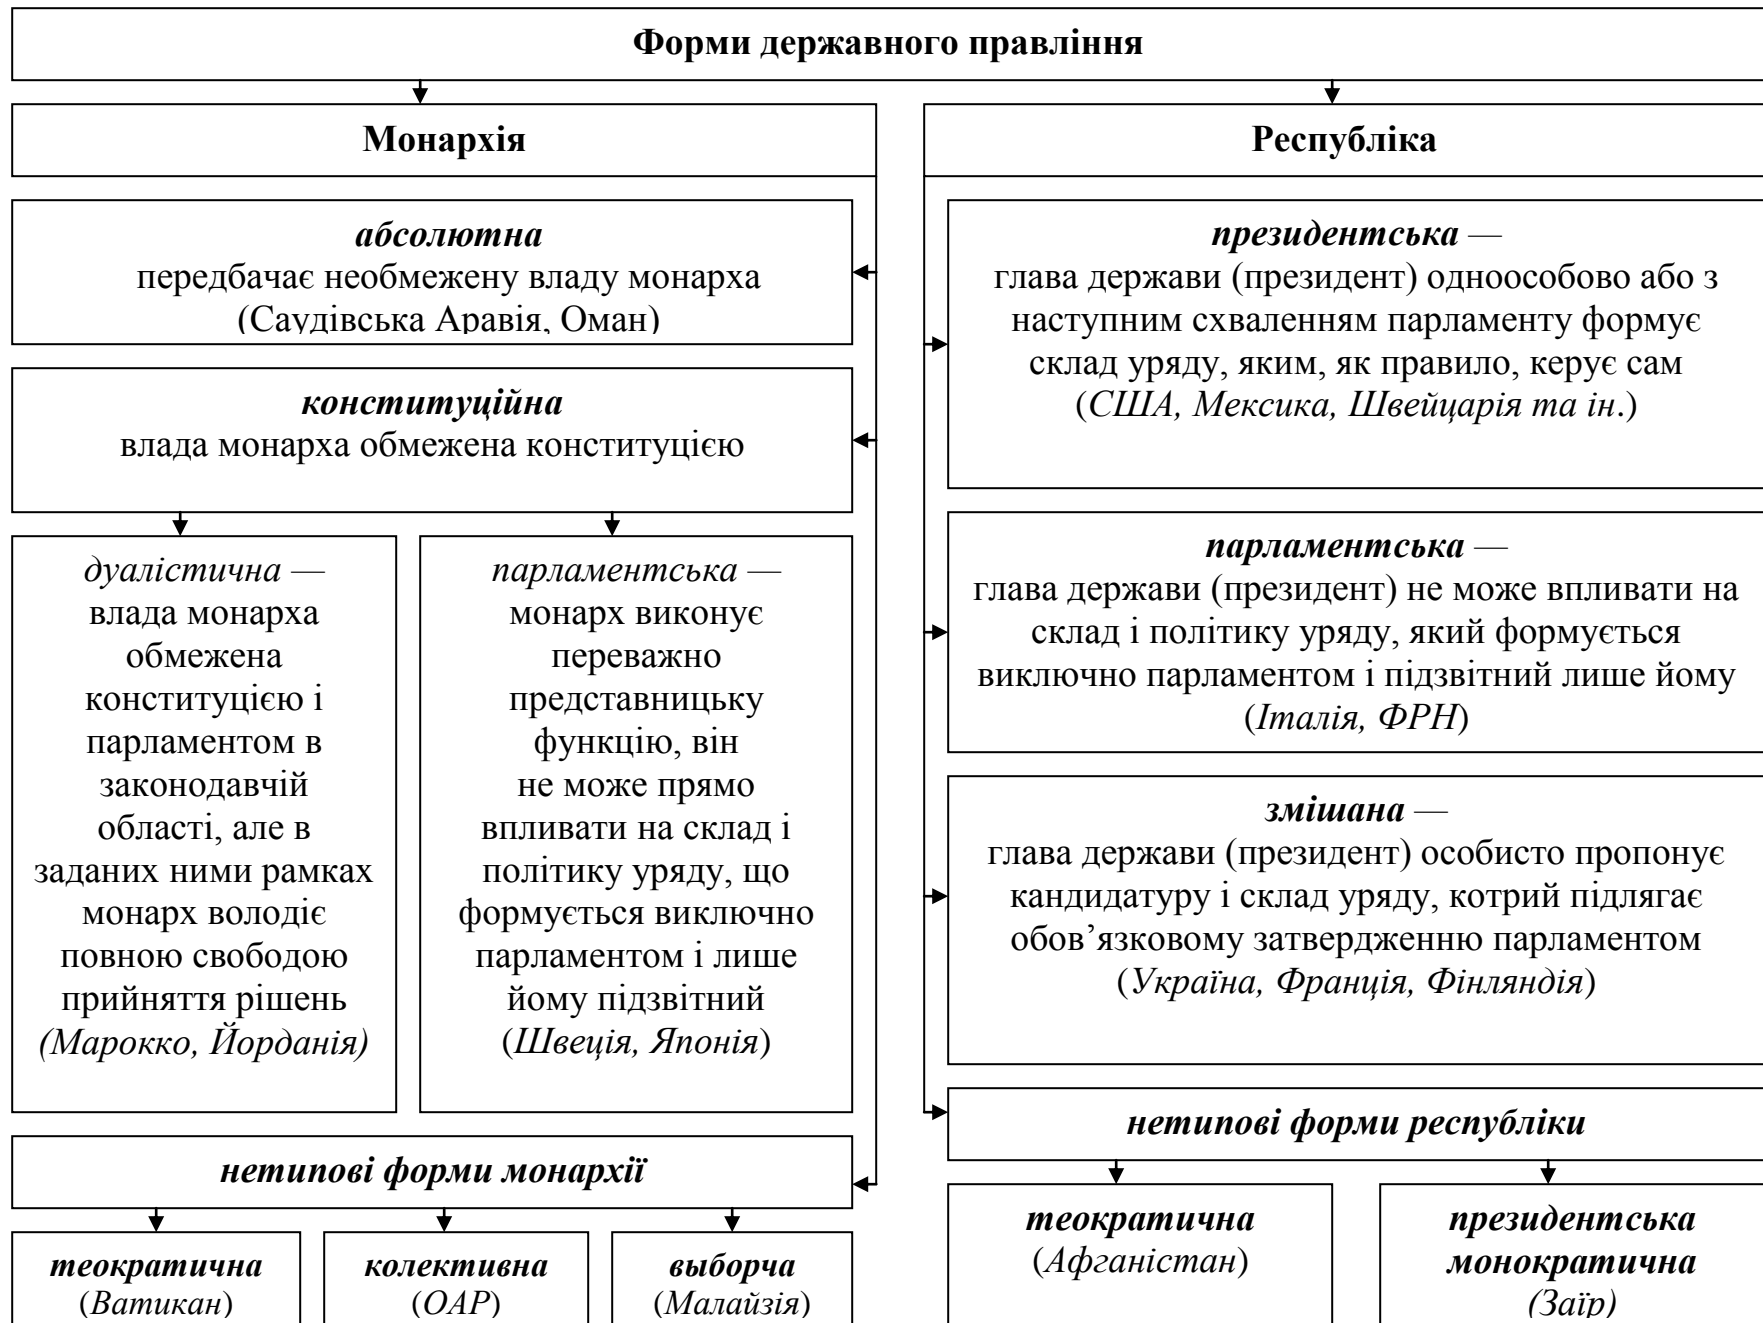 Форми державного правління
Монархія
абсолютна
передбачає необмежену владу монарха
(Саудівська Аравія, Оман)
конституційна
влада монарха обмежена конституцією
дуалістична —
влада монарха
обмежена
конституцією і
парламентом в
законодавчій
області, але в
заданих ними рамках
монарх володіє
повною свободою
прийняття рішень
(Марокко, Йорданія)
парламентська —
монарх виконує
переважно
представницьку
функцію, він
не може прямо
впливати на склад і
політику уряду, що
формується виключно
парламентом і лише
йому підзвітний
(Швеція, Японія)
нетипові форми монархії
теократична
(Ватикан)
колективна
(ОАР)
выборча
(Малайзія)
Республіка
президентська —
глава держави (президент) одноособово або з
наступним схваленням парламенту формує
склад уряду, яким, як правило, керує сам
(США, Мексика, Швейцарія та ін.)
парламентська —
глава держави (президент) не може впливати на
склад і політику уряду, який формується
виключно парламентом і підзвітний лише йому
(Італія, ФРН)
змішана —
глава держави (президент) особисто пропонує
кандидатуру і склад уряду, котрий підлягає
обов’язковому затвердженню парламентом
(Україна, Франція, Фінляндія)
нетипові форми республіки
теократична
(Афганістан)
президентська
монократична
(Заїр)